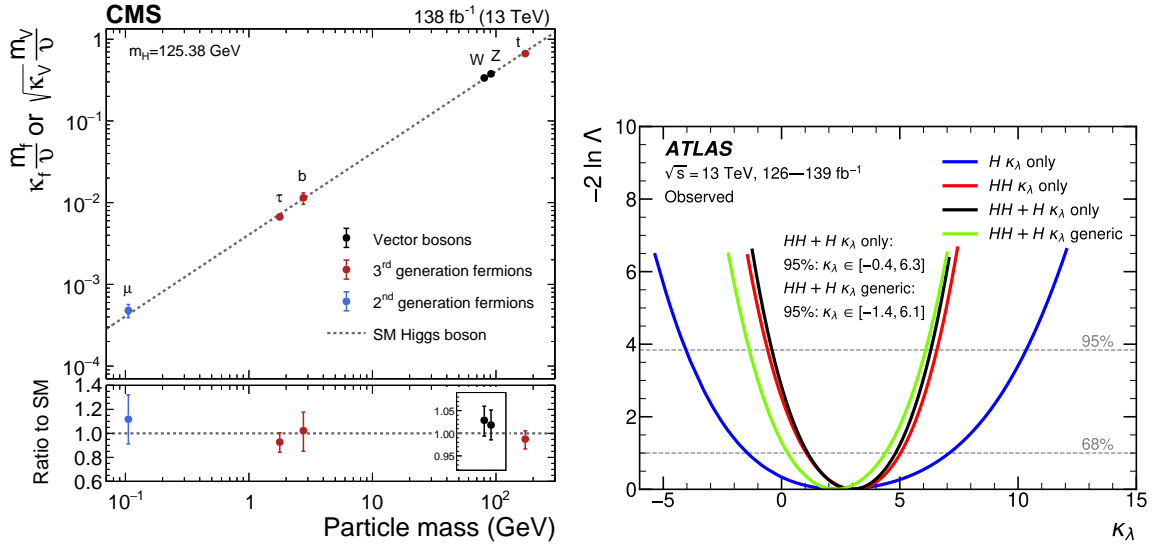 CMS 138 fb⁻¹ (13 TeV)
m_H=125.38 GeV
κ_f m_f/υ or √κ_V m_V/υ
1
10⁻¹
10⁻²
10⁻³
10⁻⁴
μ
τ
b
W
Z
t
Vector bosons
3ʳᵈ generation fermions
2ⁿᵈ generation fermions
SM Higgs boson
Ratio to SM
1.4
1.2
1.0
0.8
0.6
1.05
1.00
0.95
10⁻¹ 1 10 10²
Particle mass (GeV)
-2 ln Λ
10
8
6
4
2
0
ATLAS
√s = 13 TeV, 126—139 fb⁻¹
Observed
H κ_λ only
HH κ_λ only
HH + H κ_λ only
HH + H κ_λ generic
HH + H κ_λ only:
95%: κ_λ ∈ [−0.4, 6.3]
HH + H κ_λ generic:
95%: κ_λ ∈ [−1.4, 6.1]
95%
68%
−5 0 5 10 15
κ_λ